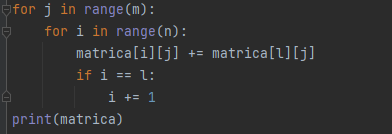 for j in range(m):
    for i in range(n):
        matrica[i][j] += matrica[l][j]
        if i == l:
            i += 1
print(matrica)